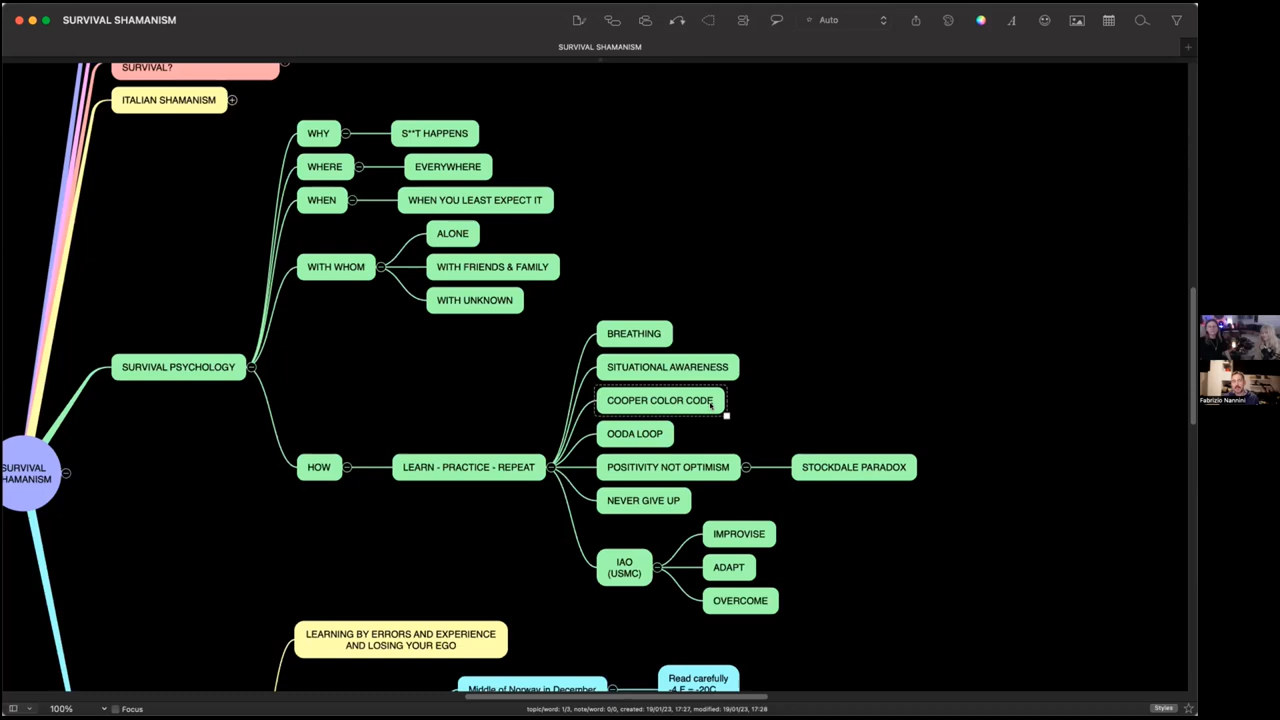 SURVIVAL SHAMANISM
Auto
SURVIVAL SHAMANISM
SURVIVAL?
ITALIAN SHAMANISM
WHY
S**T HAPPENS
WHERE
EVERYWHERE
WHEN
WHEN YOU LEAST EXPECT IT
ALONE
WITH WHOM
WITH FRIENDS & FAMILY
WITH UNKNOWN
BREATHING
SURVIVAL PSYCHOLOGY
SITUATIONAL AWARENESS
COOPER COLOR CODE
OODA LOOP
HOW
LEARN - PRACTICE - REPEAT
POSITIVITY NOT OPTIMISM
STOCKDALE PARADOX
SURVIVAL
HAMANISM
NEVER GIVE UP
IMPROVISE
IAO
(USMC)
ADAPT
OVERCOME
LEARNING BY ERRORS AND EXPERIENCE
AND LOSING YOUR EGO
Middle of Norway in December
Read carefully
-4 F = -20C
Fabrizio Nannini
100%
Focus
topic/word: 1/3, note/word: 0/0, created: 19/01/23, 17:27, modified: 19/01/23, 17:28
Styles